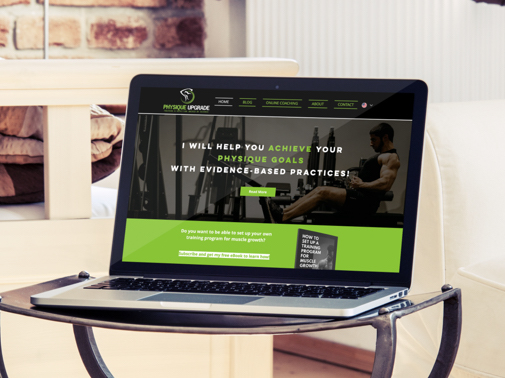 PHYSIQUE UPGRADE
HOME
BLOG
ONLINE COACHING
ABOUT
CONTACT
I WILL HELP YOU ACHIEVE YOUR
PHYSIQUE GOALS
WITH EVIDENCE-BASED PRACTICES!
Read More
Do you want to be able to set up your own
training program for muscle growth?
Subscribe and get my free eBook to learn how!
HOW TO
SET UP A
TRAINING
PROGRAM
FOR
MUSCLE
GROWTH